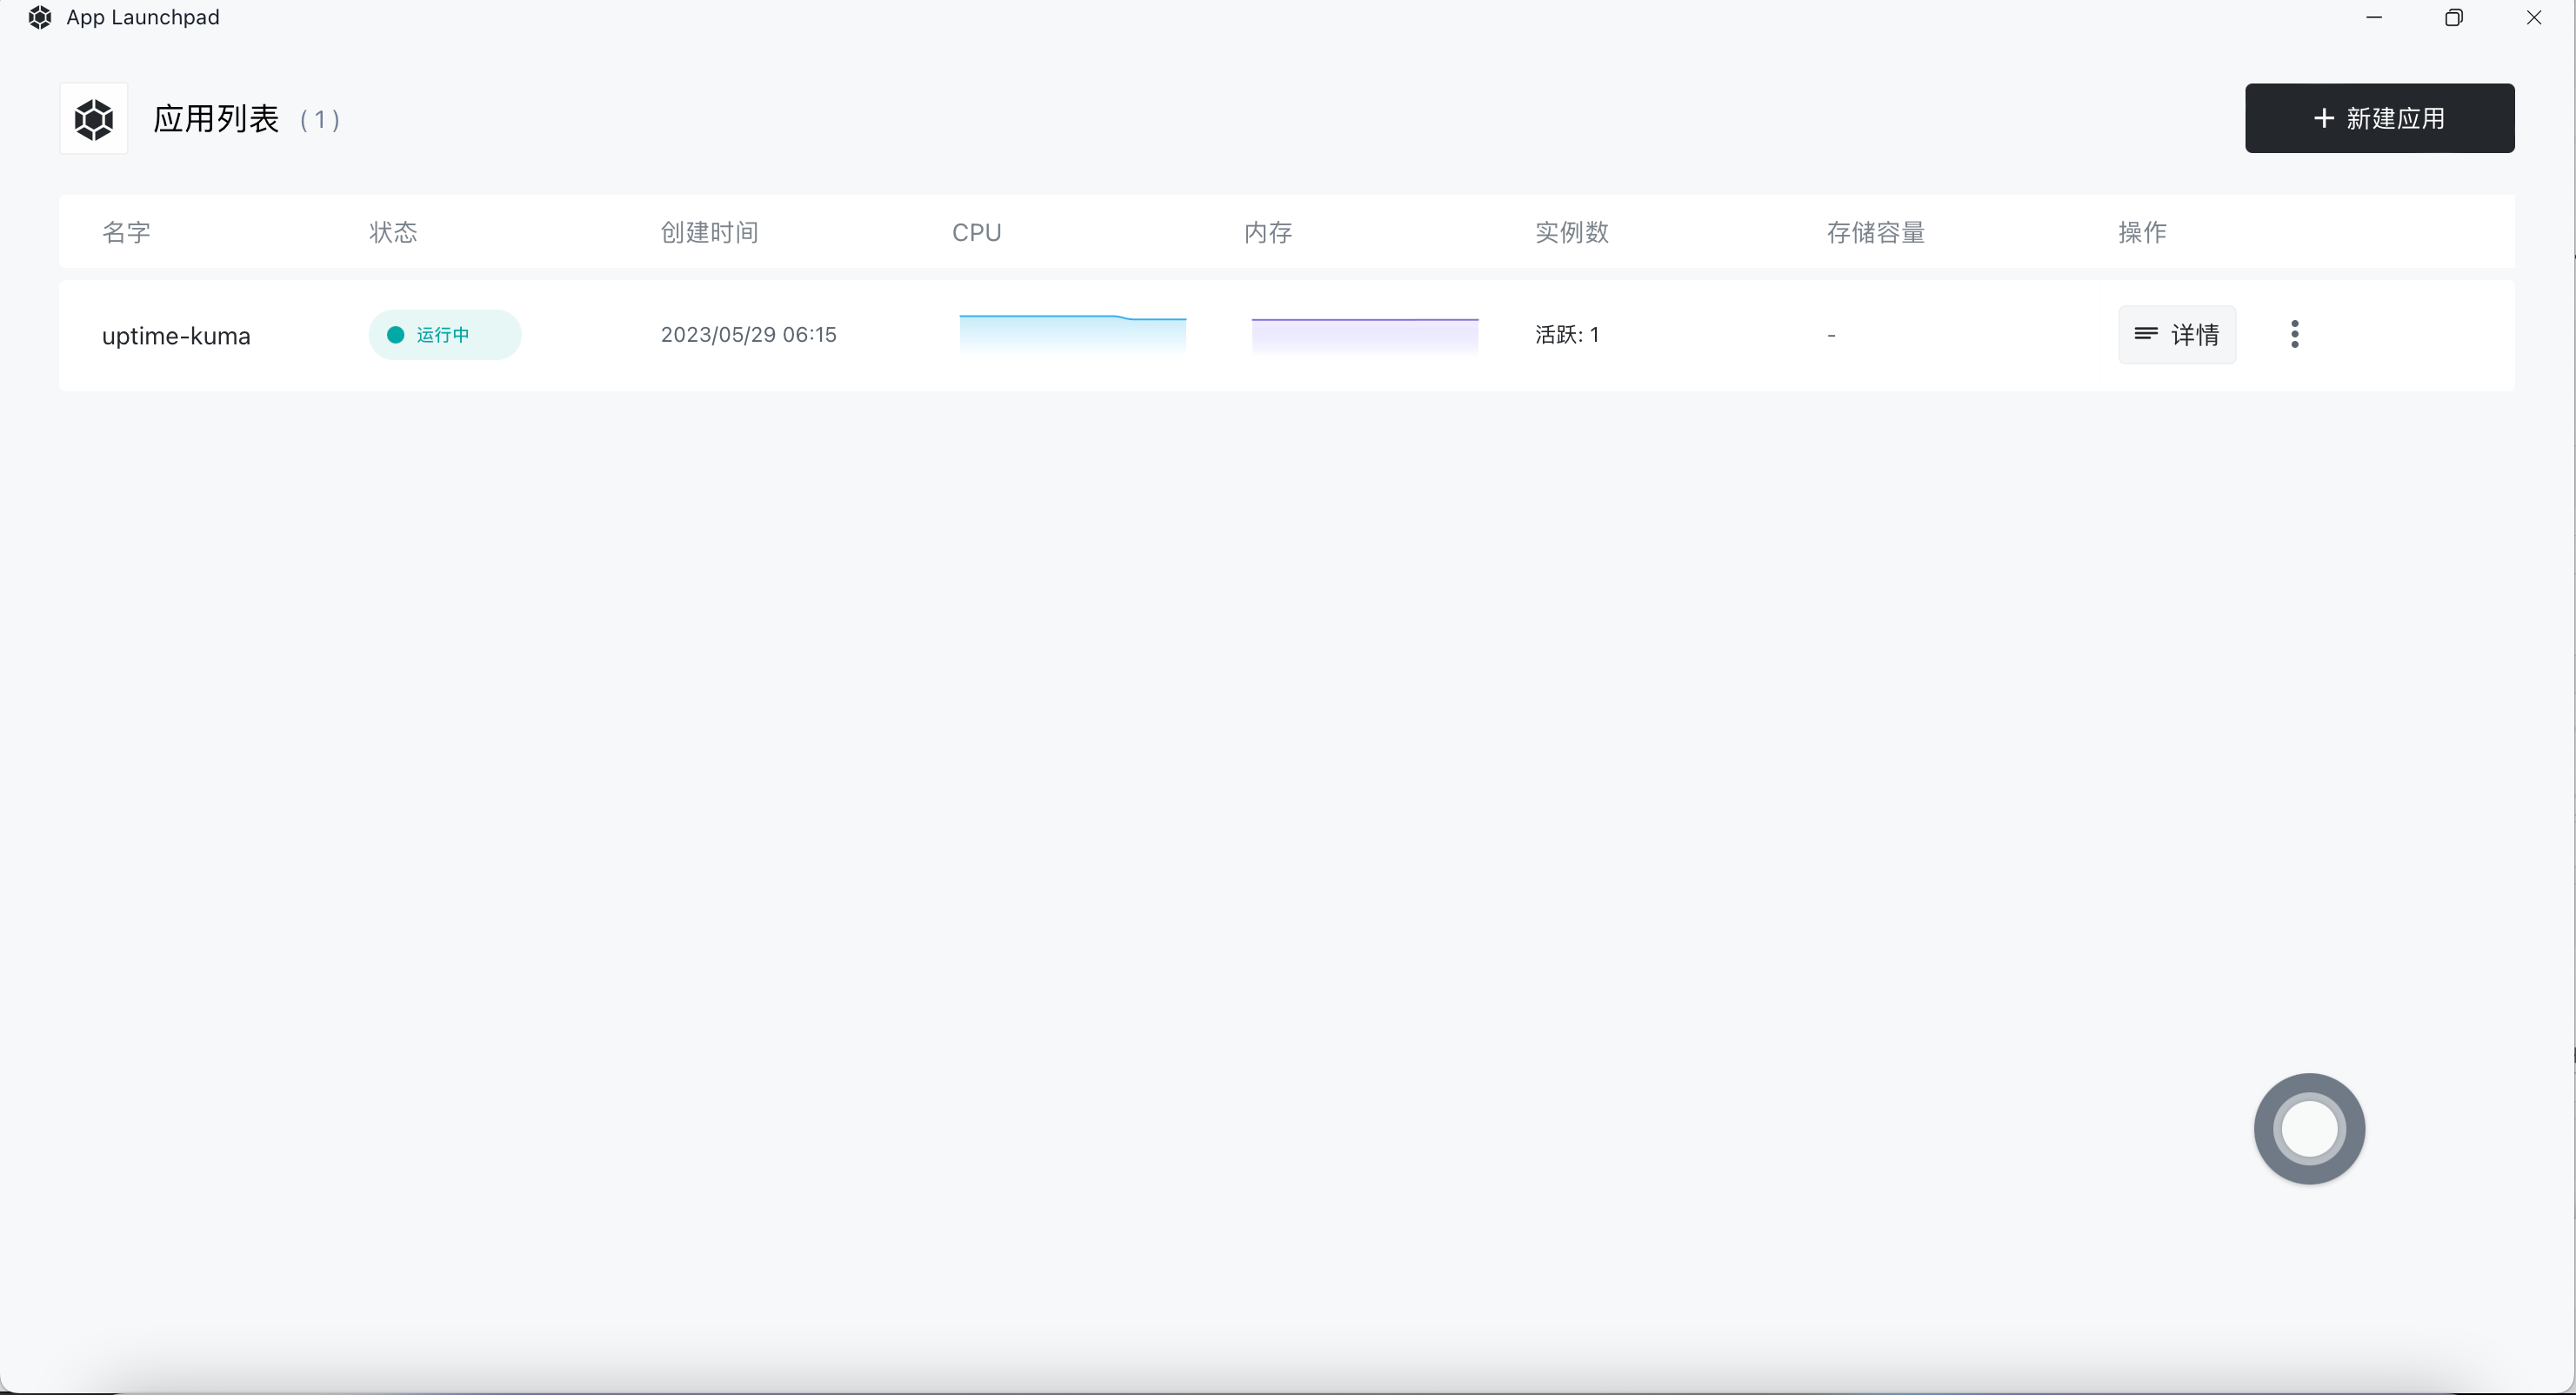 App Launchpad
应用列表 ( 1 )
+ 新建应用
名字 状态 创建时间 CPU 内存 实例数 存储容量 操作
uptime-kuma 运行中 2023/05/29 06:15 活跃: 1 - 详情